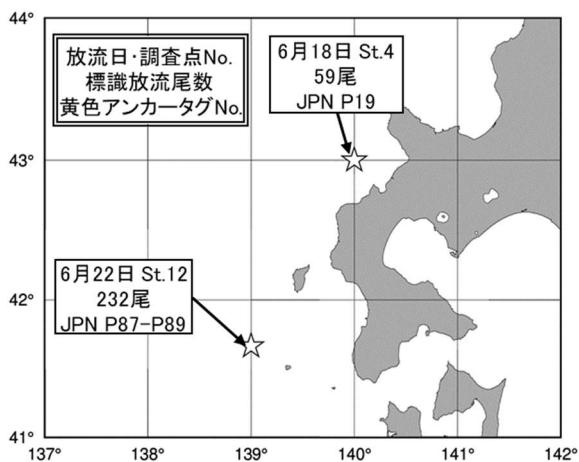 44°
放流日・調査点No.
標識放流尾数
黄色アンカータグNo.
6月18日 St.4
59尾
JPN P19
43°
6月22日 St.12
232尾
JPN P87-P89
42°
41°
137°
138°
139°
140°
141°
142°